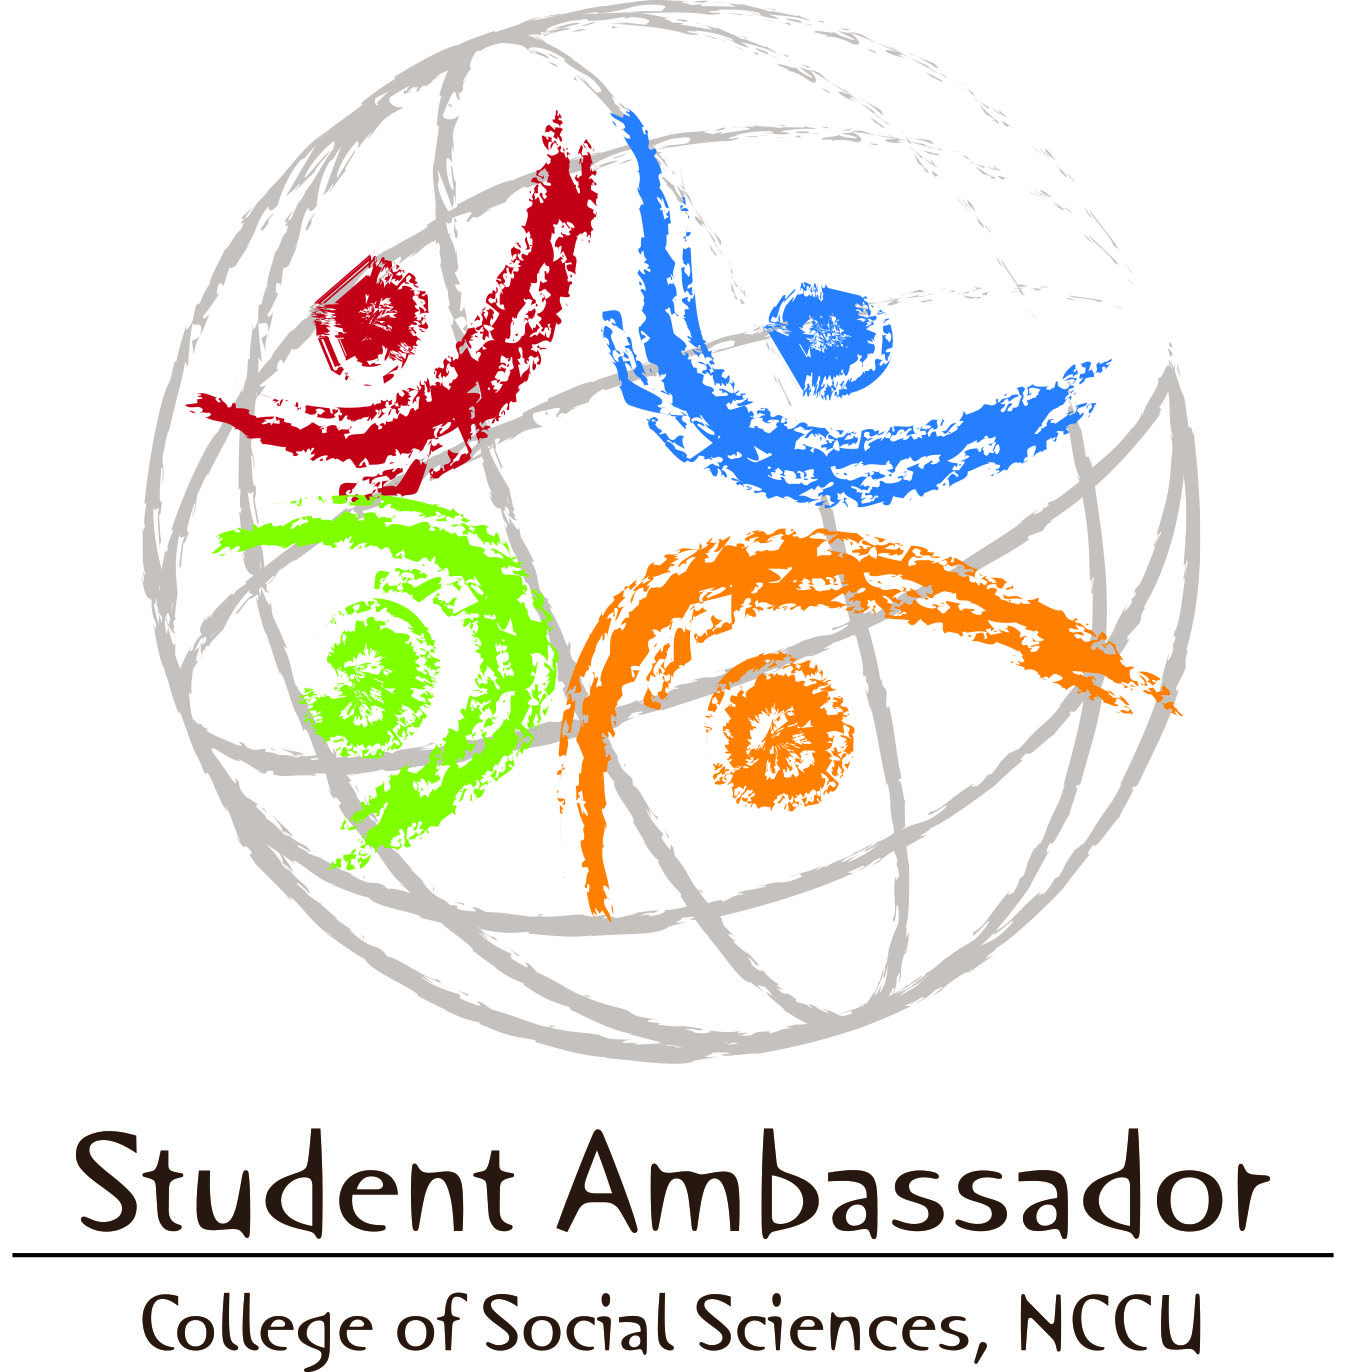 Student Ambassador
College of Social Sciences, NCCU